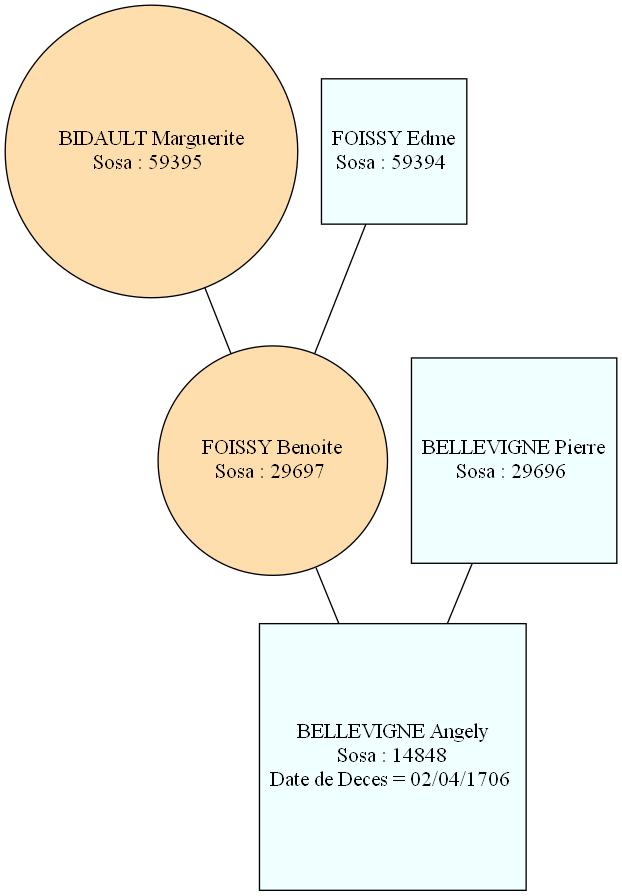 BIDAULT Marguerite
Sosa : 59395
FOISSY Edme
Sosa : 59394
FOISSY Benoite
Sosa : 29697
BELLEVIGNE Pierre
Sosa : 29696
BELLEVIGNE Angely
Sosa : 14848
Date de Deces = 02/04/1706